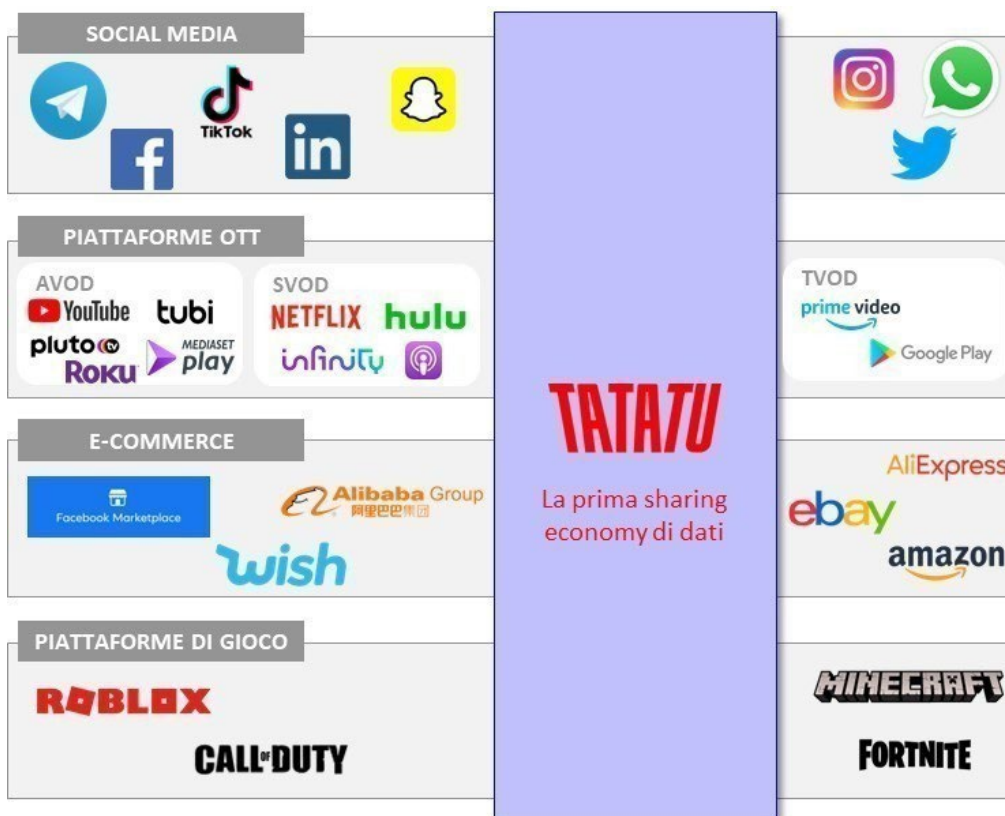 SOCIAL MEDIA
TikTok
in
PIATTAFORME OTT
AVOD
YouTube
tubi
pluto tv
MEDIASET
play
ROKU
SVOD
NETFLIX
hulu
infinity
TVOD
prime video
Google Play
E-COMMERCE
Facebook Marketplace
Alibaba Group
阿里巴巴集团
wish
TATATU
La prima sharing
economy di dati
AliExpress
ebay
amazon
PIATTAFORME DI GIOCO
ROBLOX
CALL OF DUTY
MINECRAFT
FORTNITE